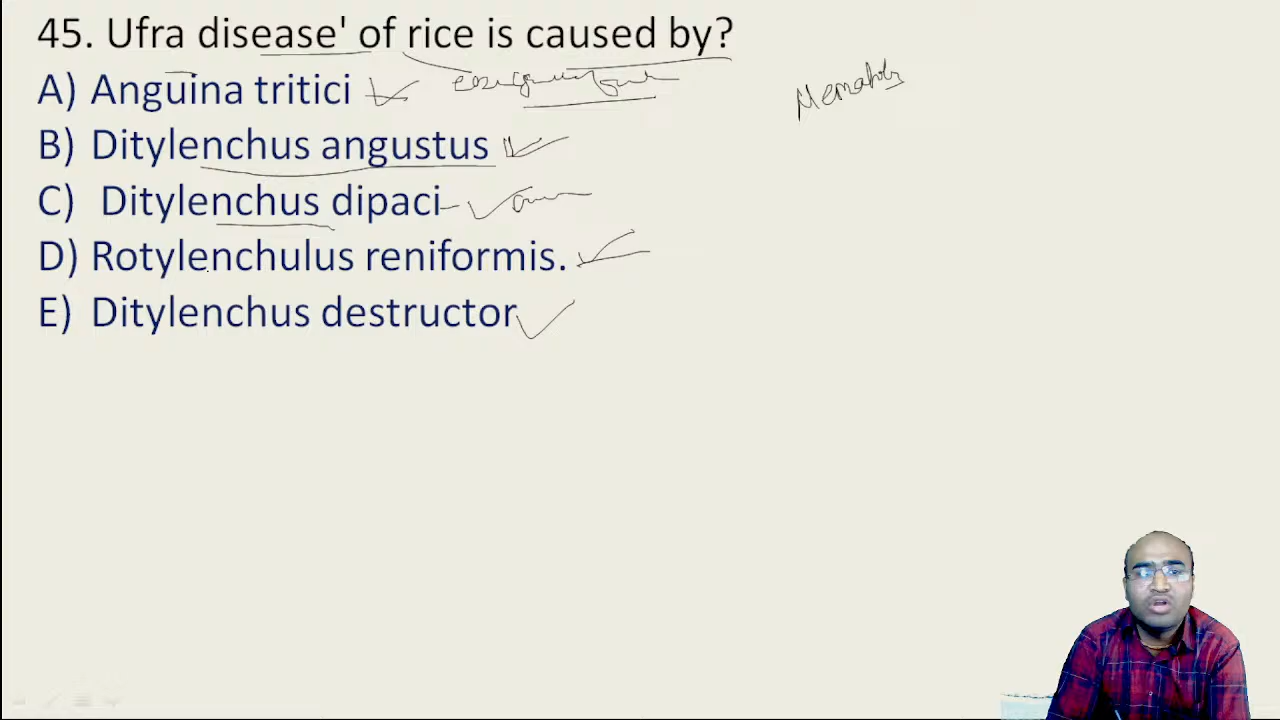 45. Ufra disease' of rice is caused by?
A) Anguina tritici
B) Ditylenchus angustus
C) Ditylenchus dipaci
D) Rotylenchulus reniformis.
E) Ditylenchus destructor